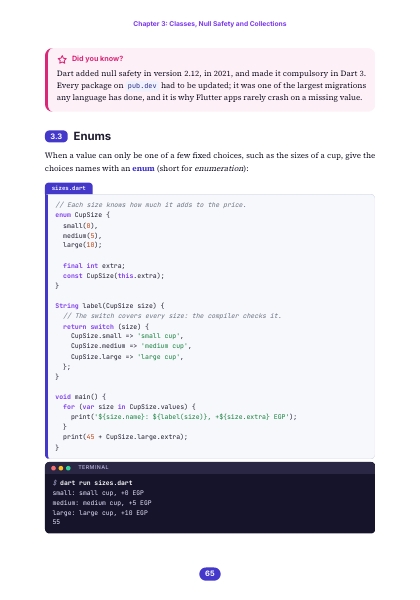 Chapter 3: Classes, Null Safety and Collections
Did you know?
Dart added null safety in version 2.12, in 2021, and made it compulsory in Dart 3.
Every package on pub.dev had to be updated; it was one of the largest migrations
any language has done, and it is why Flutter apps rarely crash on a missing value.
3.3 Enums
When a value can only be one of a few fixed choices, such as the sizes of a cup, give the
choices names with an enum (short for enumeration):
sizes.dart
// Each size knows how much it adds to the price.
enum CupSize {
  small(0),
  medium(5),
  large(10);

  final int extra;
  const CupSize(this.extra);
}

String label(CupSize size) {
  // The switch covers every size: the compiler checks it.
  return switch (size) {
    CupSize.small => 'small cup',
    CupSize.medium => 'medium cup',
    CupSize.large => 'large cup',
  };
}

void main() {
  for (var size in CupSize.values) {
    print('${size.name}: ${label(size)}, +${size.extra} EGP');
  }
  print(45 + CupSize.large.extra);
}
TERMINAL
$ dart run sizes.dart
small: small cup, +0 EGP
medium: medium cup, +5 EGP
large: large cup, +10 EGP
55
65